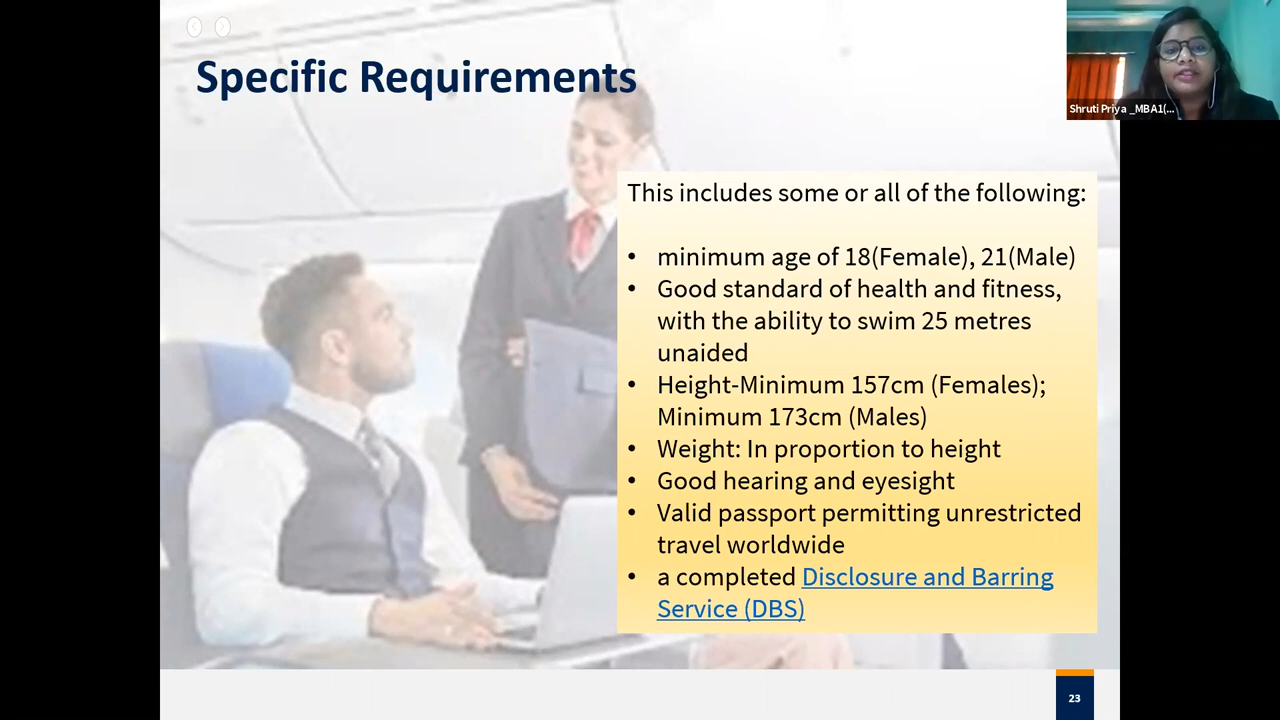 Specific Requirements
Shruti Priya _MBA1(...
This includes some or all of the following:
• minimum age of 18(Female), 21(Male)
• Good standard of health and fitness,
with the ability to swim 25 metres
unaided
• Height-Minimum 157cm (Females);
Minimum 173cm (Males)
• Weight: In proportion to height
• Good hearing and eyesight
• Valid passport permitting unrestricted
travel worldwide
• a completed Disclosure and Barring
Service (DBS)
23